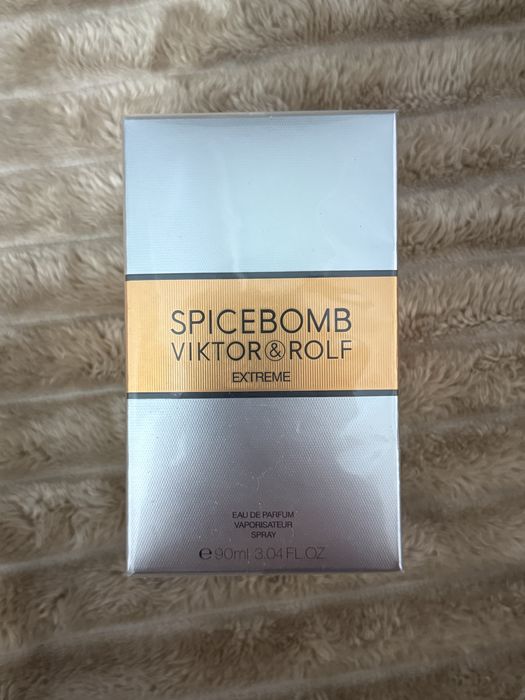 SPICEBOMB
VIKTOR&ROLF
EXTREME
EAU DE PARFUM
VAPORISATEUR
SPRAY
℮ 90ml 3.04 FL.OZ